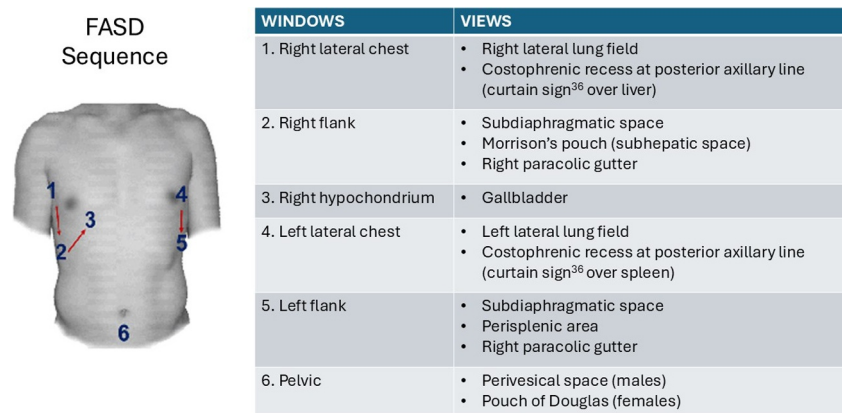 FASD
Sequence
1
2
3
4
5
6
WINDOWS VIEWS
1. Right lateral chest
• Right lateral lung field
• Costophrenic recess at posterior axillary line
(curtain sign36 over liver)
2. Right flank
• Subdiaphragmatic space
• Morrison’s pouch (subhepatic space)
• Right paracolic gutter
3. Right hypochondrium
• Gallbladder
4. Left lateral chest
• Left lateral lung field
• Costophrenic recess at posterior axillary line
(curtain sign36 over spleen)
5. Left flank
• Subdiaphragmatic space
• Perisplenic area
• Right paracolic gutter
6. Pelvic
• Perivesical space (males)
• Pouch of Douglas (females)